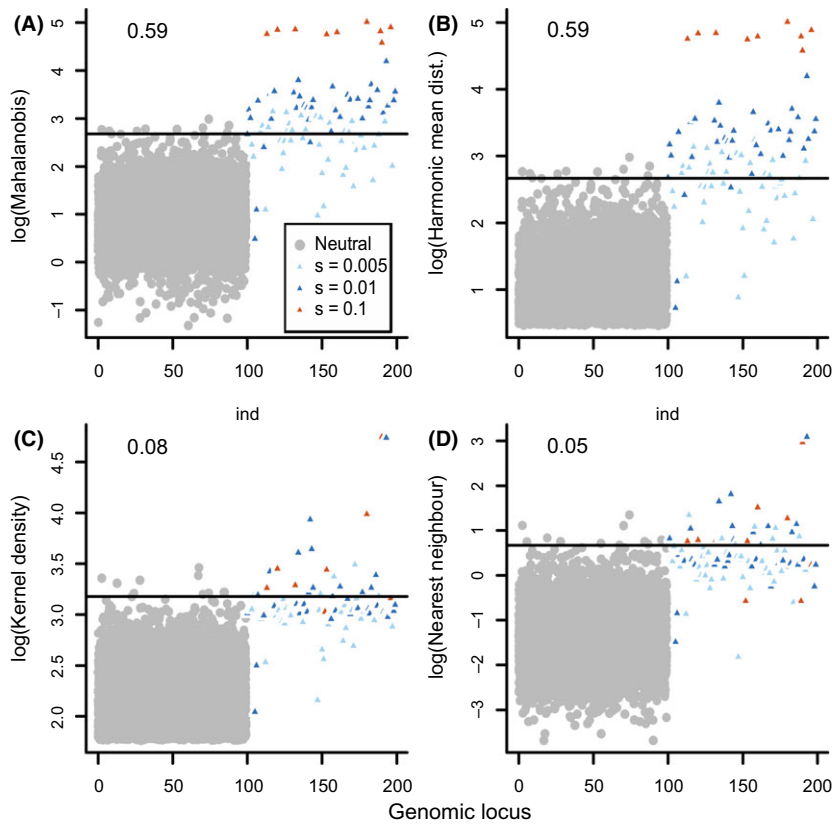 (A)
0.59
log(Mahalanobis)
5
4
3
2
1
0
−1
Neutral
s = 0.005
s = 0.01
s = 0.1
0 50 100 150 200
ind
(B)
0.59
log(Harmonic mean dist.)
5
4
3
2
1
0 50 100 150 200
ind
(C)
0.08
log(Kernel density)
4.5
4.0
3.5
3.0
2.5
2.0
0 50 100 150 200
(D)
0.05
log(Nearest neighbour)
3
2
1
0
−1
−2
−3
0 50 100 150 200
Genomic locus